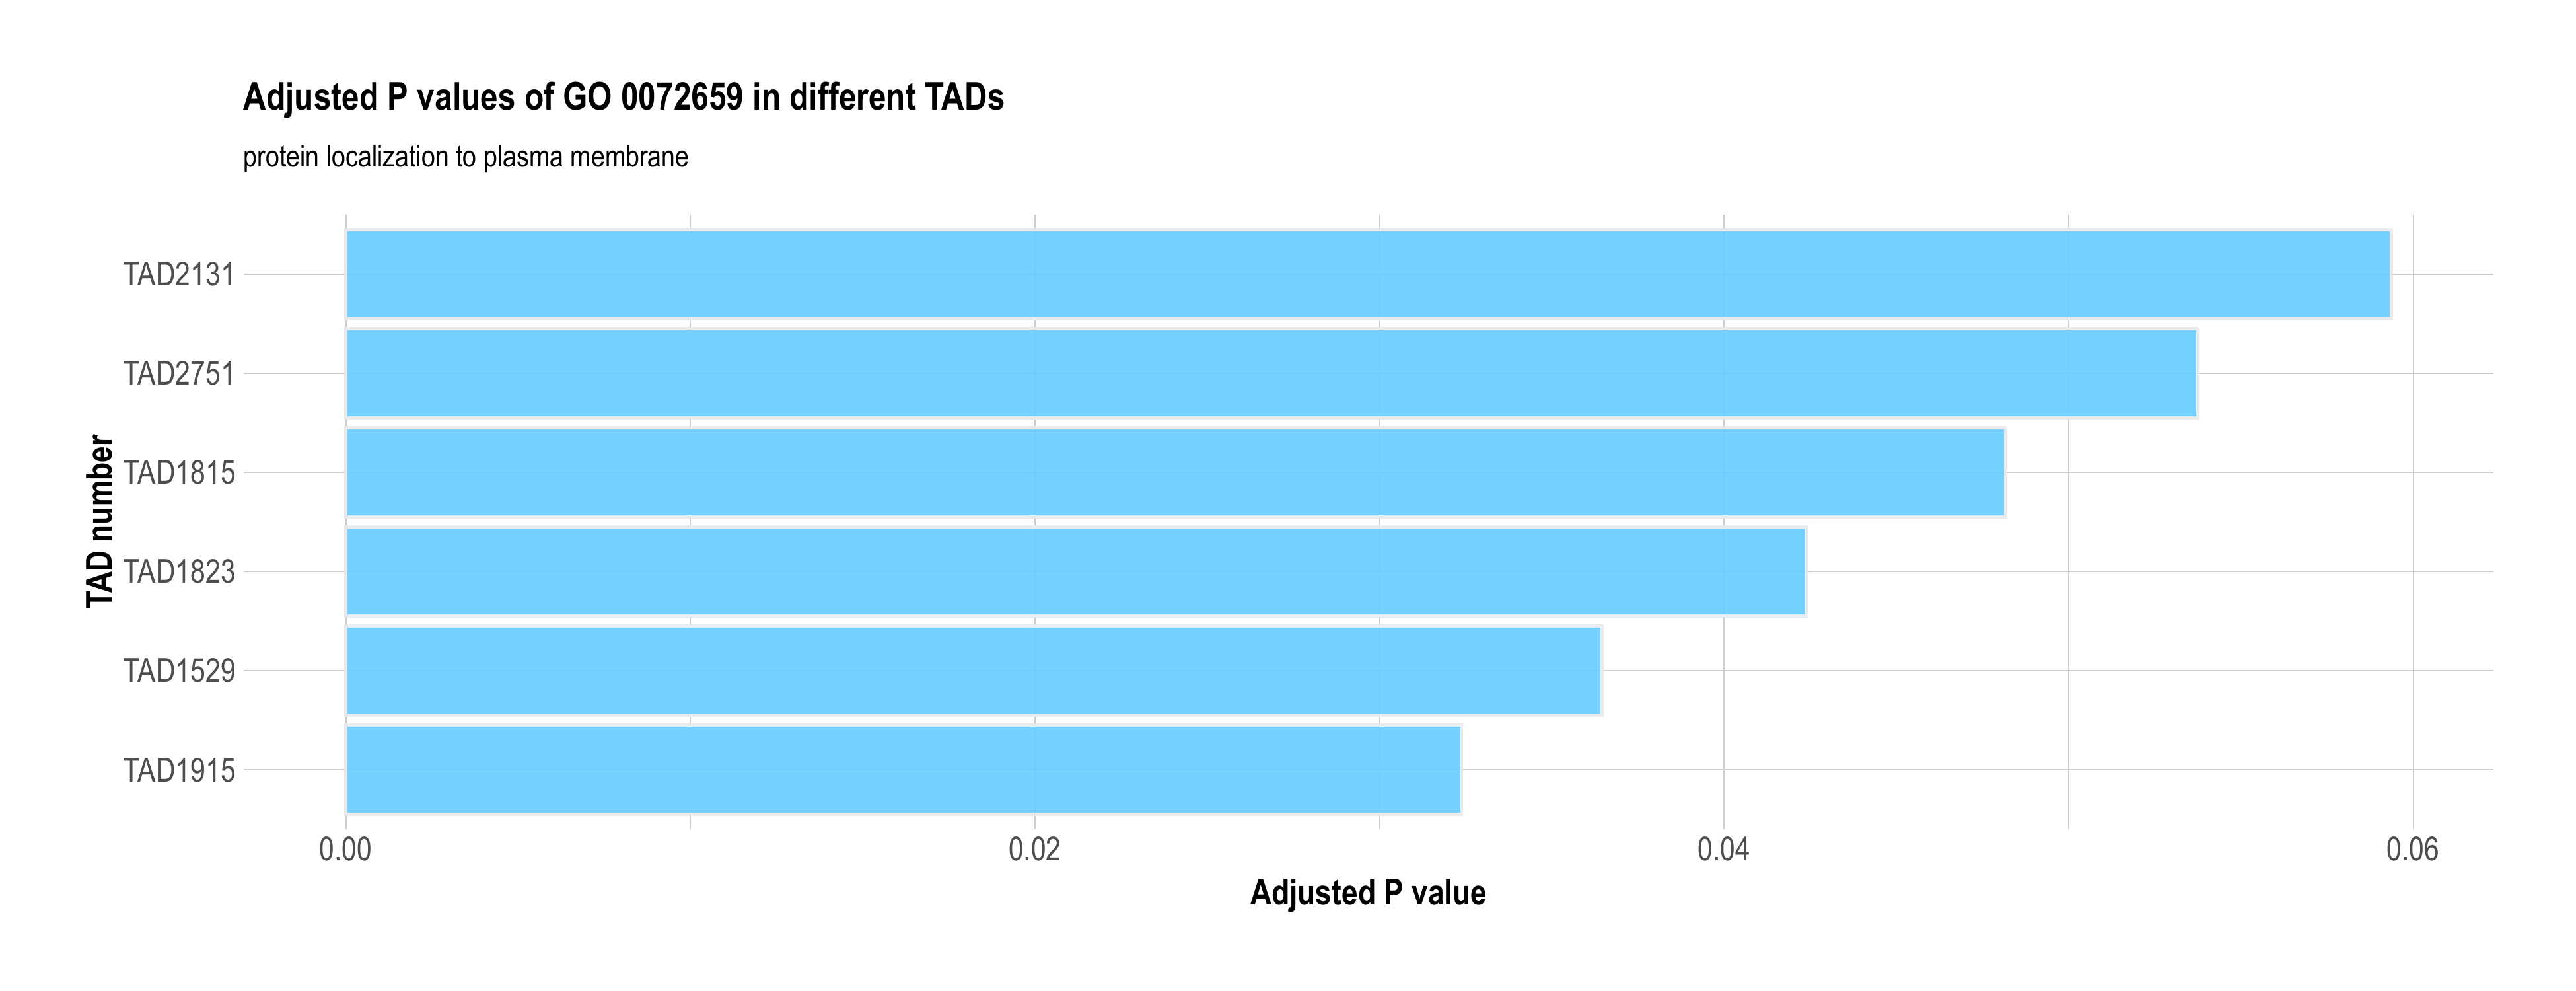 Adjusted P values of GO 0072659 in different TADs
protein localization to plasma membrane
TAD number
TAD2131
TAD2751
TAD1815
TAD1823
TAD1529
TAD1915
0.00 0.02 0.04 0.06
Adjusted P value